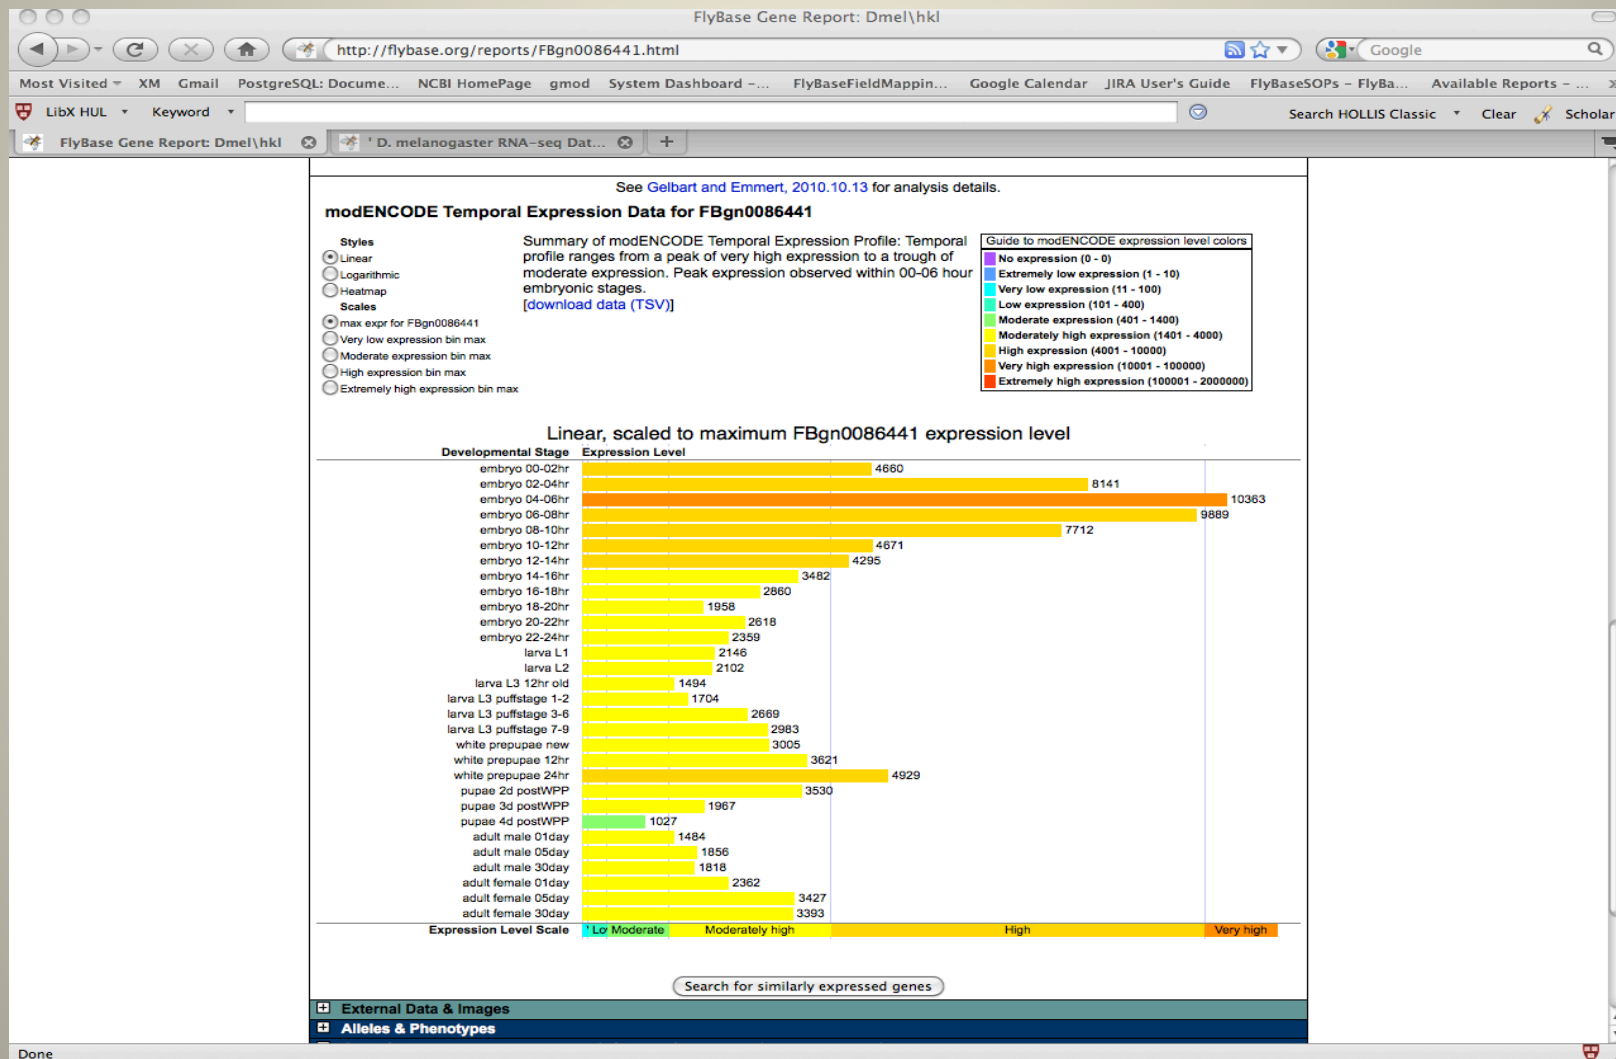 FlyBase Gene Report: Dmel\hkl
http://flybase.org/reports/FBgn0086441.html
Google
Most Visited XM Gmail PostgreSQL: Docume... NCBI HomePage gmod System Dashboard -... FlyBaseFieldMappin... Google Calendar JIRA User's Guide FlyBaseSOPs - FlyBa... Available Reports - ...
LibX HUL Keyword Search HOLLIS Classic Clear Scholar
FlyBase Gene Report: Dmel\hkl ' D. melanogaster RNA-seq Dat... +
See Gelbart and Emmert, 2010.10.13 for analysis details.
modENCODE Temporal Expression Data for FBgn0086441
Styles
Linear
Logarithmic
Heatmap
Scales
max expr for FBgn0086441
Very low expression bin max
Moderate expression bin max
High expression bin max
Extremely high expression bin max
Summary of modENCODE Temporal Expression Profile: Temporal
profile ranges from a peak of very high expression to a trough of
moderate expression. Peak expression observed within 00-06 hour
embryonic stages.
[download data (TSV)]
Guide to modENCODE expression level colors
No expression (0 - 0)
Extremely low expression (1 - 10)
Very low expression (11 - 100)
Low expression (101 - 400)
Moderate expression (401 - 1400)
Moderately high expression (1401 - 4000)
High expression (4001 - 10000)
Very high expression (10001 - 100000)
Extremely high expression (100001 - 2000000)
Linear, scaled to maximum FBgn0086441 expression level
Developmental Stage Expression Level
embryo 00-02hr 4660
embryo 02-04hr 8141
embryo 04-06hr 10363
embryo 06-08hr 9889
embryo 08-10hr 7712
embryo 10-12hr 4671
embryo 12-14hr 4295
embryo 14-16hr 3482
embryo 16-18hr 2860
embryo 18-20hr 1958
embryo 20-22hr 2618
embryo 22-24hr 2359
larva L1 2146
larva L2 2102
larva L3 12hr old 1494
larva L3 puffstage 1-2 1704
larva L3 puffstage 3-6 2669
larva L3 puffstage 7-9 2983
white prepupae new 3005
white prepupae 12hr 3621
white prepupae 24hr 4929
pupae 2d postWPP 3530
pupae 3d postWPP 1967
pupae 4d postWPP 1027
adult male 01day 1484
adult male 05day 1856
adult male 30day 1818
adult female 01day 2362
adult female 05day 3427
adult female 30day 3393
Expression Level Scale Lo Moderate Moderately high High Very high
Search for similarly expressed genes
External Data & Images
Alleles & Phenotypes
Done